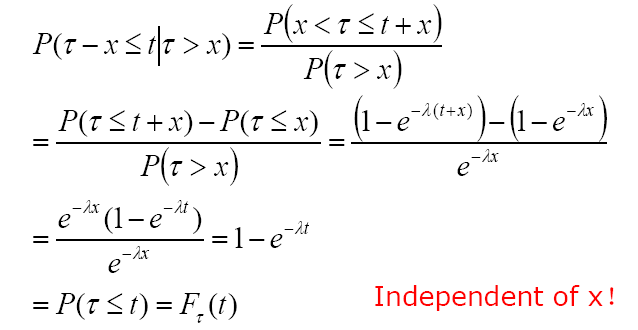 P(τ − x ≤ t|τ > x) = P(x < τ ≤ t + x) / P(τ > x)
= (P(τ ≤ t + x) − P(τ ≤ x)) / P(τ > x) = ((1 − e^{−λ(t+x)}) − (1 − e^{−λx})) / e^{−λx}
= e^{−λx}(1 − e^{−λt}) / e^{−λx} = 1 − e^{−λt}
= P(τ ≤ t) = F_τ(t) Independent of x!